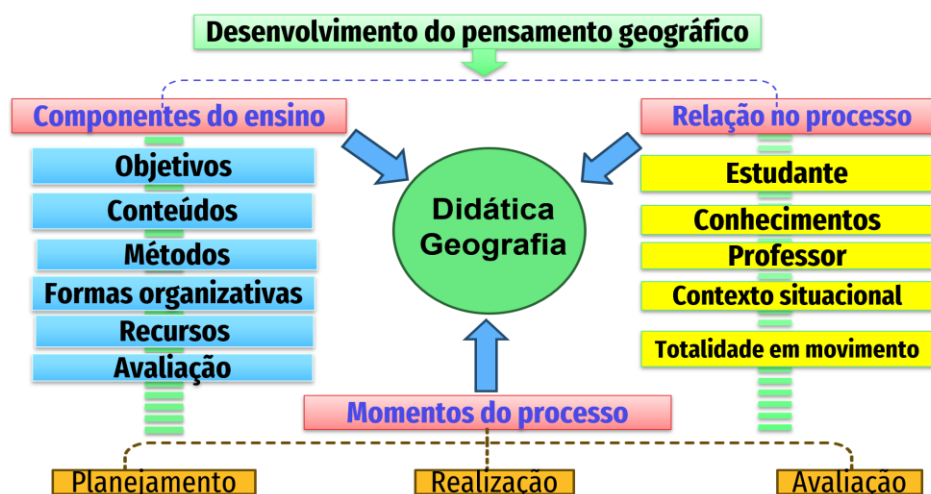 Desenvolvimento do pensamento geográfico
Componentes do ensino
Relação no processo
Objetivos
Conteúdos
Métodos
Formas organizativas
Recursos
Avaliação
Didática
Geografia
Estudante
Conhecimentos
Professor
Contexto situacional
Totalidade em movimento
Momentos do processo
Planejamento
Realização
Avaliação